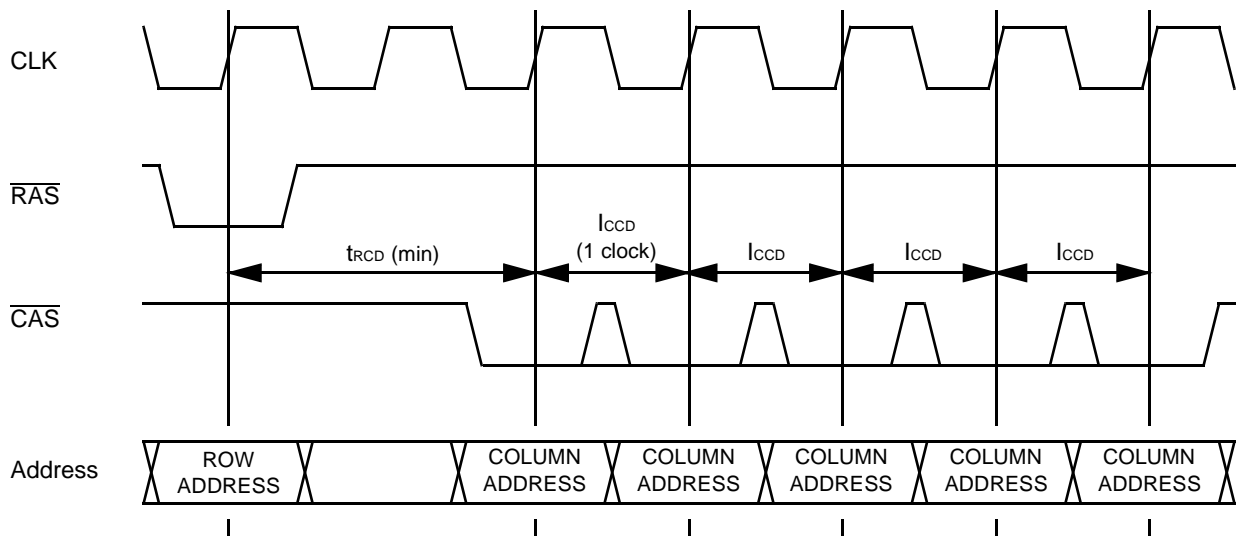 CLK
RAS
tRCD (min)
ICCD
(1 clock)
ICCD
ICCD
ICCD
CAS
Address
ROW
ADDRESS
COLUMN
ADDRESS
COLUMN
ADDRESS
COLUMN
ADDRESS
COLUMN
ADDRESS
COLUMN
ADDRESS